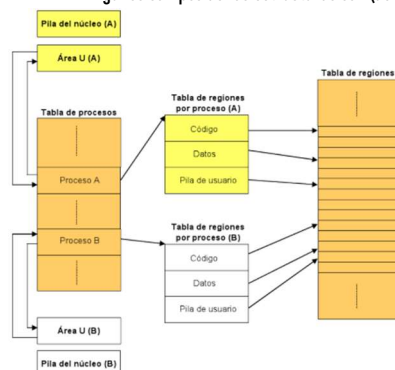 Pila del núcleo (A)
Área U (A)
Tabla de procesos
Proceso A
Proceso B
Área U (B)
Pila del núcleo (B)
Tabla de regiones
por proceso (A)
Código
Datos
Pila de usuario
Tabla de regiones
por proceso (B)
Código
Datos
Pila de usuario
Tabla de regiones